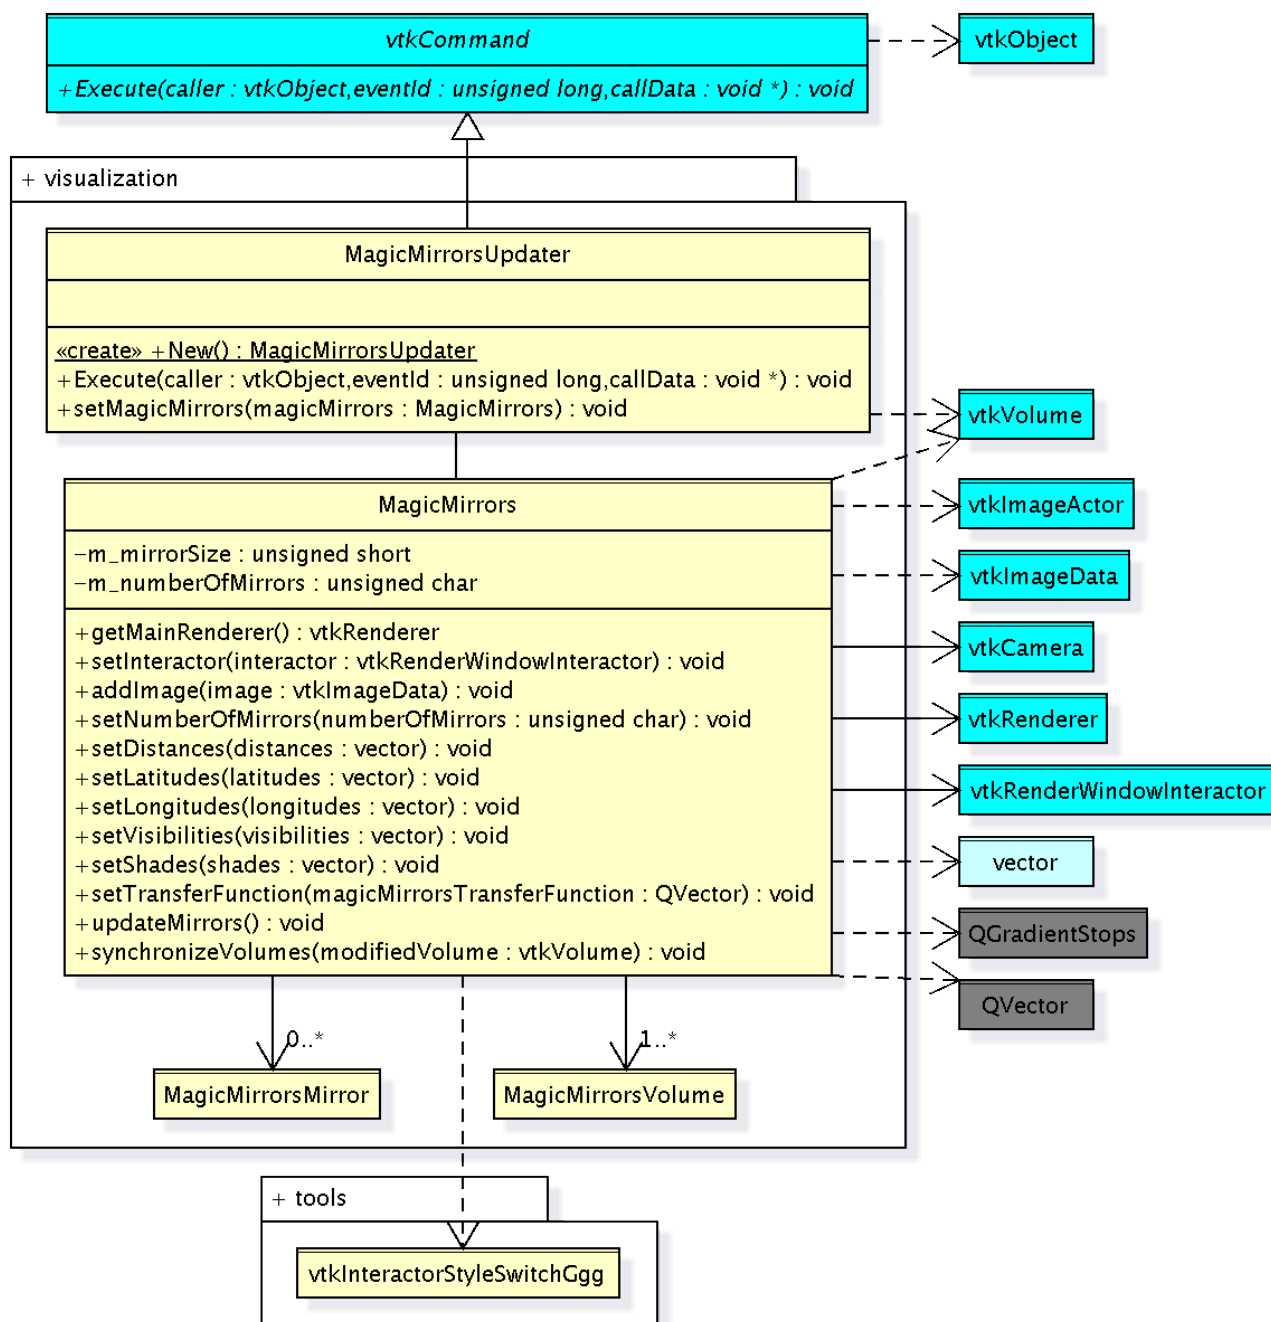 vtkCommand
vtkObject
+Execute(caller : vtkObject,eventId : unsigned long,callData : void *) : void
+ visualization
MagicMirrorsUpdater
«create» +New() : MagicMirrorsUpdater
+Execute(caller : vtkObject,eventId : unsigned long,callData : void *) : void
+setMagicMirrors(magicMirrors : MagicMirrors) : void
vtkVolume
MagicMirrors
vtkImageActor
-m_mirrorSize : unsigned short
-m_numberOfMirrors : unsigned char
vtkImageData
+getMainRenderer() : vtkRenderer
+setInteractor(interactor : vtkRenderWindowInteractor) : void
+addImage(image : vtkImageData) : void
+setNumberOfMirrors(numberOfMirrors : unsigned char) : void
+setDistances(distances : vector) : void
+setLatitudes(latitudes : vector) : void
+setLongitudes(longitudes : vector) : void
+setVisibilities(visibilities : vector) : void
+setShades(shades : vector) : void
+setTransferFunction(magicMirrorsTransferFunction : QVector) : void
+updateMirrors() : void
+synchronizeVolumes(modifiedVolume : vtkVolume) : void
vtkCamera
vtkRenderer
vtkRenderWindowInteractor
vector
QGradientStops
QVector
0..*
1..*
MagicMirrorsMirror
MagicMirrorsVolume
+ tools
vtkInteractorStyleSwitchGgg